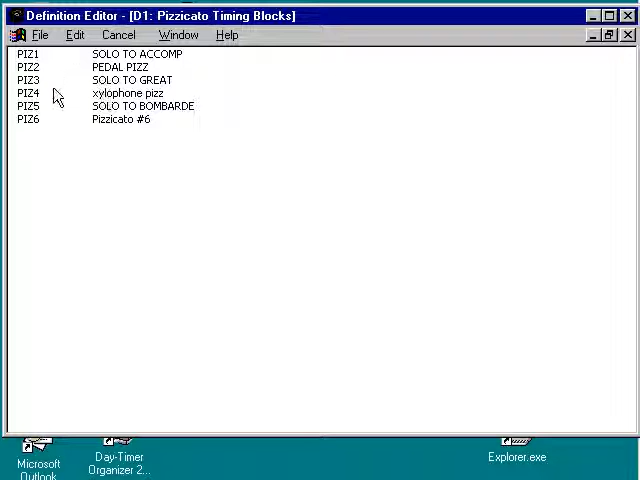 Definition Editor - [D1: Pizzicato Timing Blocks]
File Edit Cancel Window Help
PIZ1 SOLO TO ACCOMP
PIZ2 PEDAL PIZZ
PIZ3 SOLO TO GREAT
PIZ4 xylophone pizz
PIZ5 SOLO TO BOMBARDE
PIZ6 Pizzicato #6
Microsoft Outlook
Day-Timer Organizer 2...
Explorer.exe